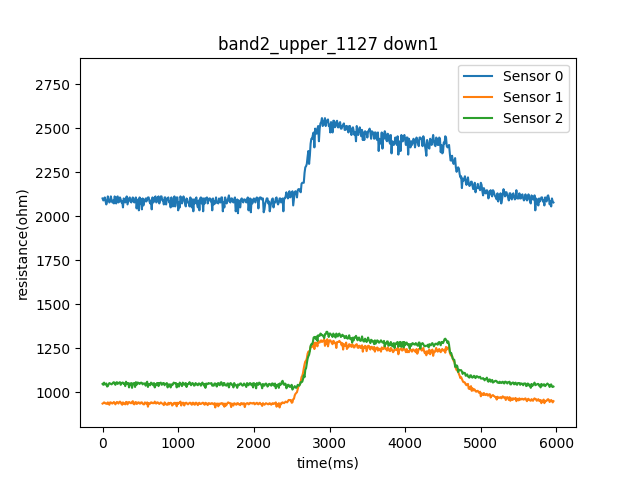 band2_upper_1127 down1
Sensor 0
Sensor 1
Sensor 2
resistance(ohm)
2750
2500
2250
2000
1750
1500
1250
1000
0 1000 2000 3000 4000 5000 6000
time(ms)